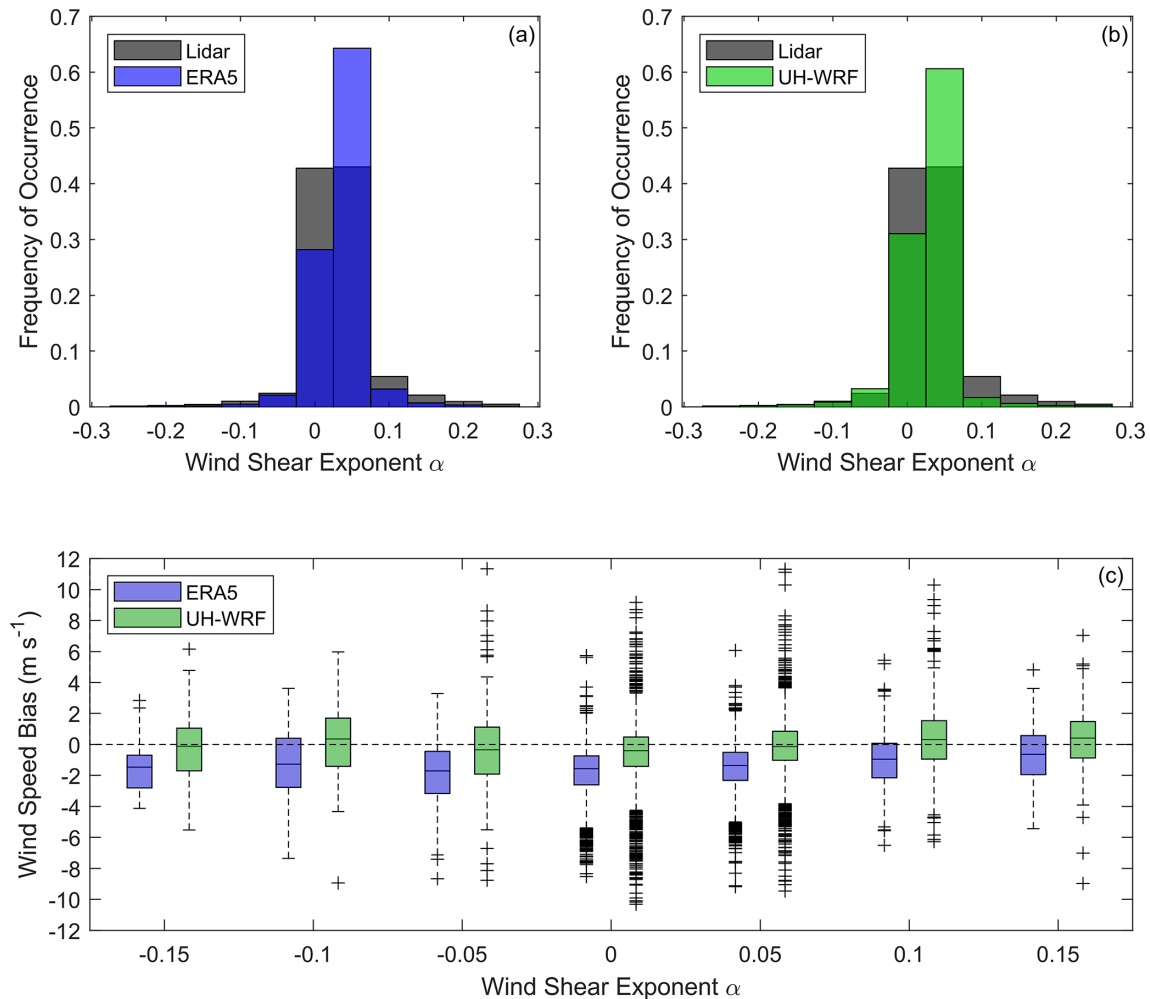 (a)
Lidar
ERA5
Frequency of Occurrence
0.7
0.6
0.5
0.4
0.3
0.2
0.1
0
-0.3 -0.2 -0.1 0 0.1 0.2 0.3
Wind Shear Exponent α
(b)
Lidar
UH-WRF
Frequency of Occurrence
0.7
0.6
0.5
0.4
0.3
0.2
0.1
0
-0.3 -0.2 -0.1 0 0.1 0.2 0.3
Wind Shear Exponent α
(c)
ERA5
UH-WRF
Wind Speed Bias (m s⁻¹)
12
10
8
6
4
2
0
-2
-4
-6
-8
-10
-12
-0.15 -0.1 -0.05 0 0.05 0.1 0.15
Wind Shear Exponent α